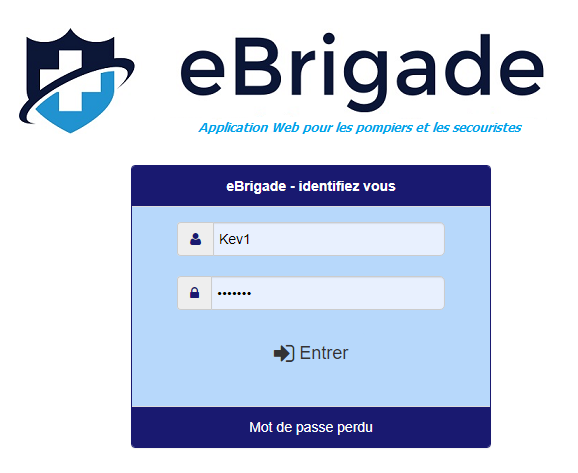 eBrigade
Application Web pour les pompiers et les secouristes
eBrigade - identifiez vous
Kev1
•••••••
Entrer
Mot de passe perdu